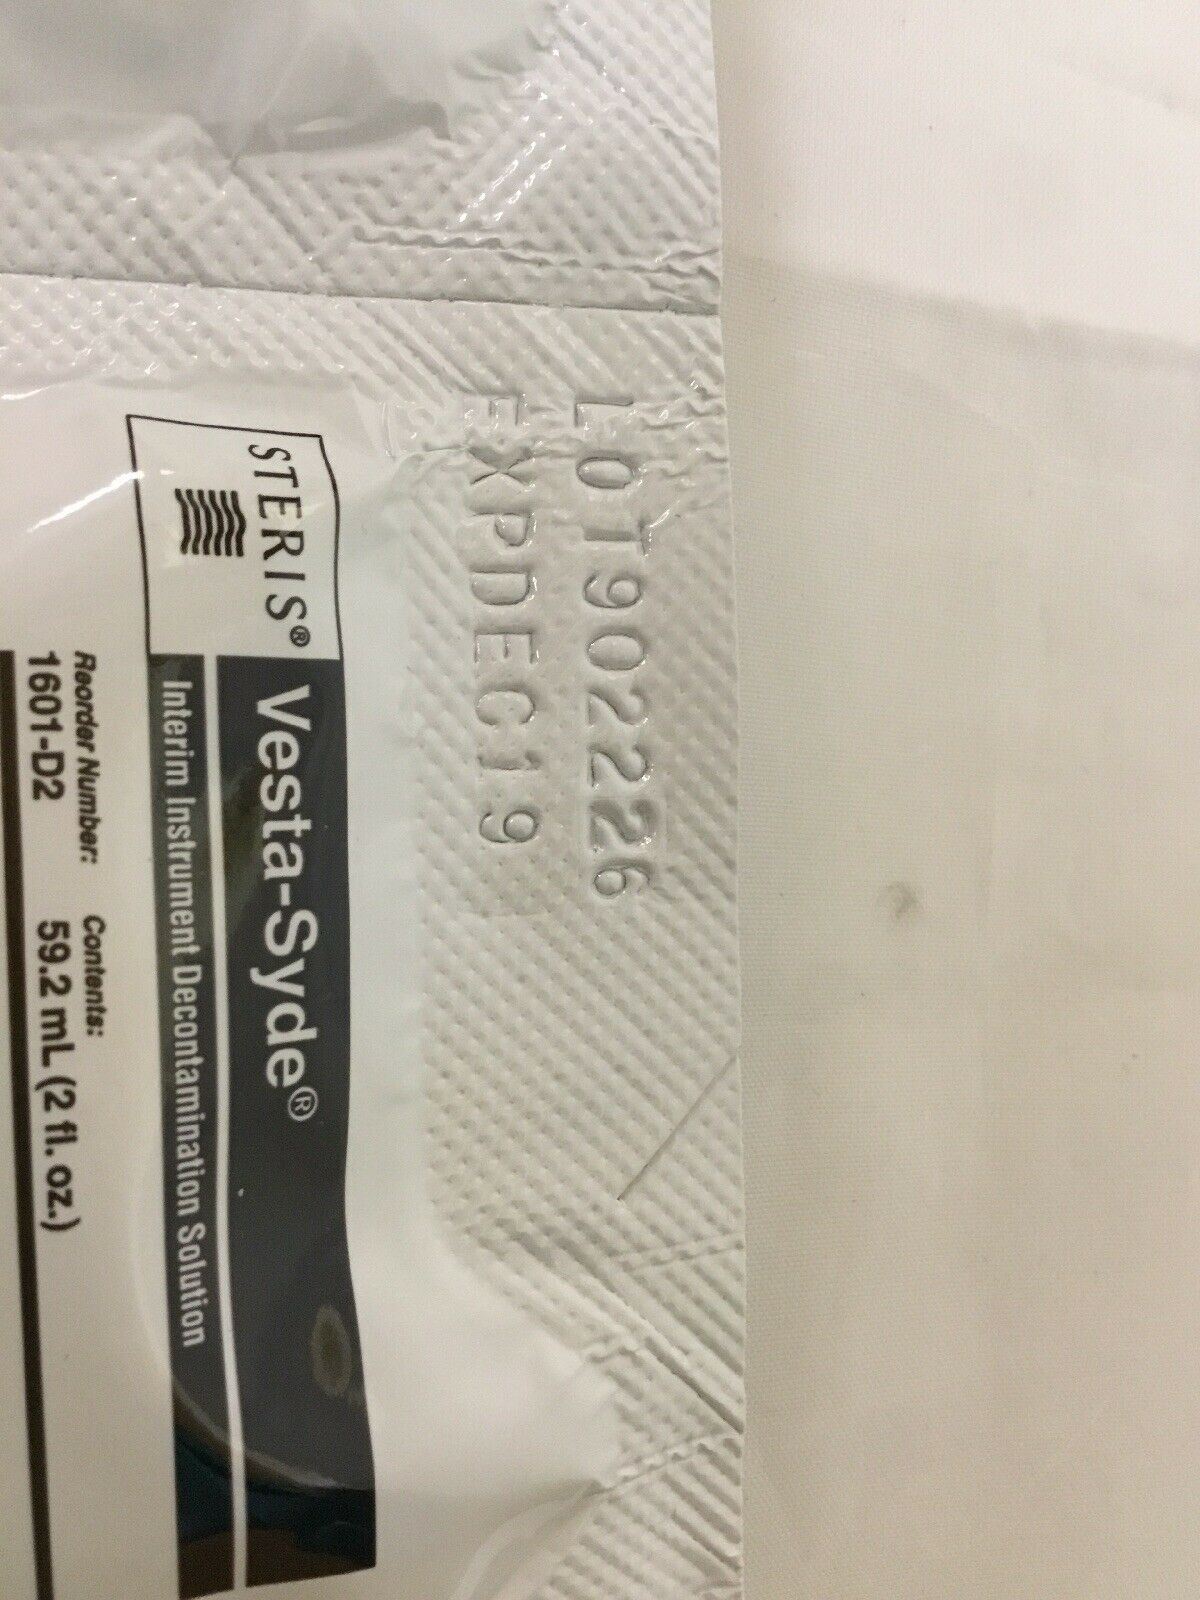 LOT902226
EXPDEC19
STERIS®
Vesta-Syde®
Interim Instrument Decontamination Solution
Reorder Number: Contents:
1601-D2 59.2 mL (2 fl. oz.)